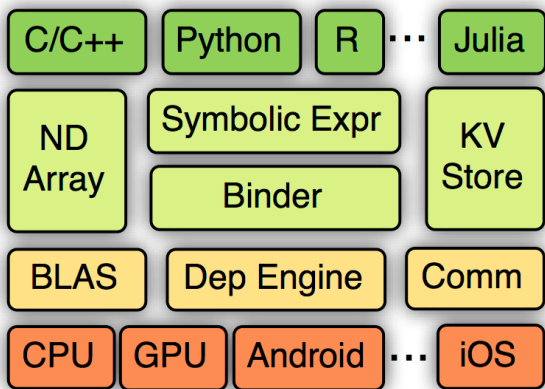 C/C++ Python R ... Julia
ND Array
Symbolic Expr
Binder
KV Store
BLAS Dep Engine Comm
CPU GPU Android ... iOS